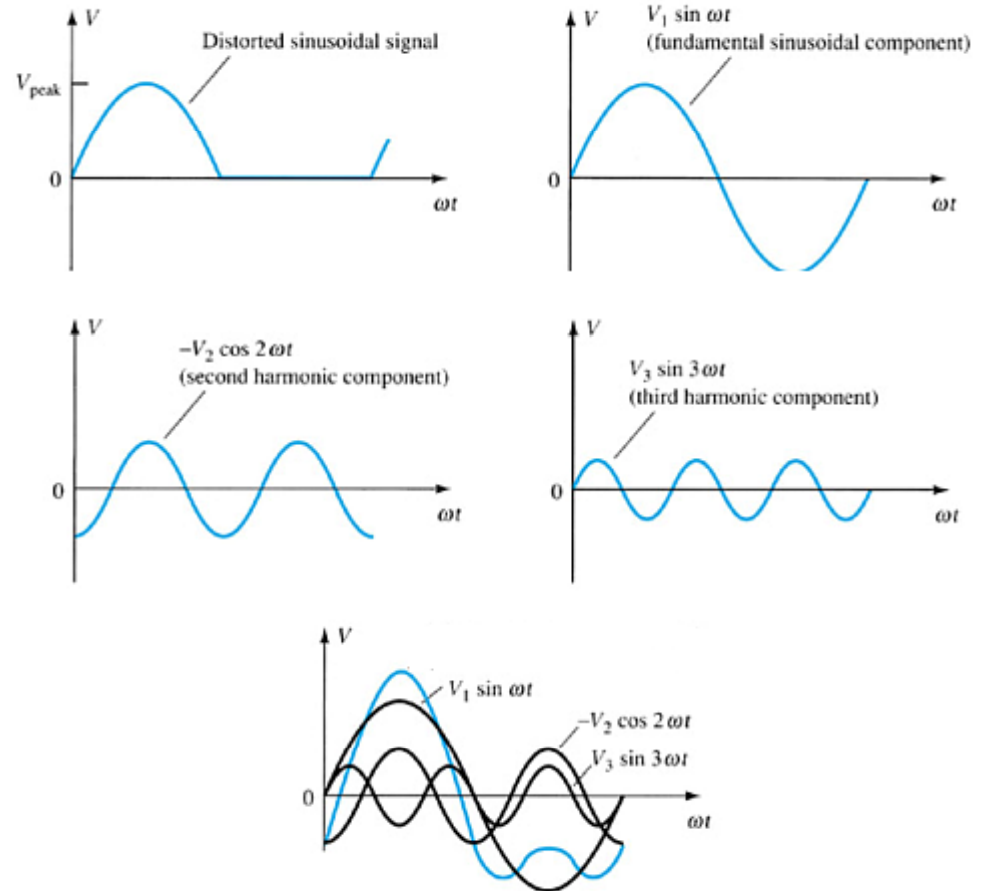 V
Distorted sinusoidal signal
V_peak
0
ωt
V
V₁ sin ωt
(fundamental sinusoidal component)
0
ωt
V
–V₂ cos 2ωt
(second harmonic component)
0
ωt
V
V₃ sin 3ωt
(third harmonic component)
0
ωt
V
V₁ sin ωt
–V₂ cos 2ωt
V₃ sin 3ωt
0
ωt